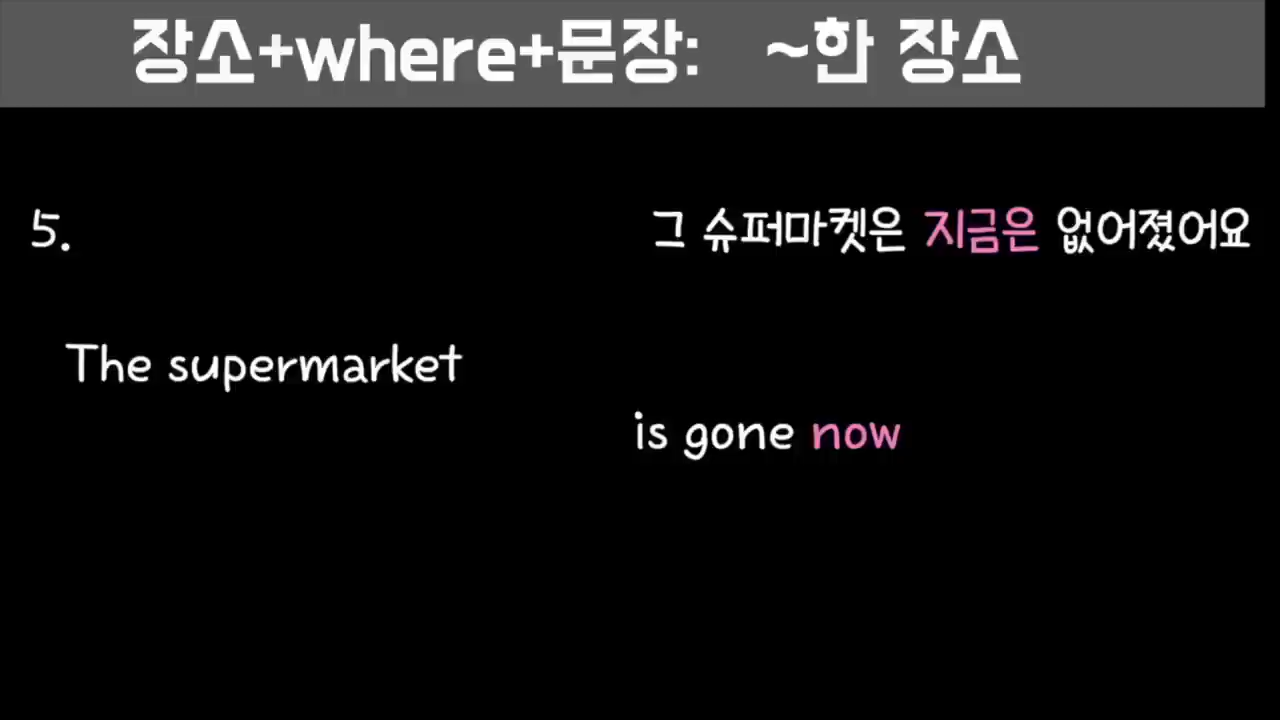 장소+where+문장: ~한 장소
5. 그 슈퍼마켓은 지금은 없어졌어요
The supermarket
is gone now